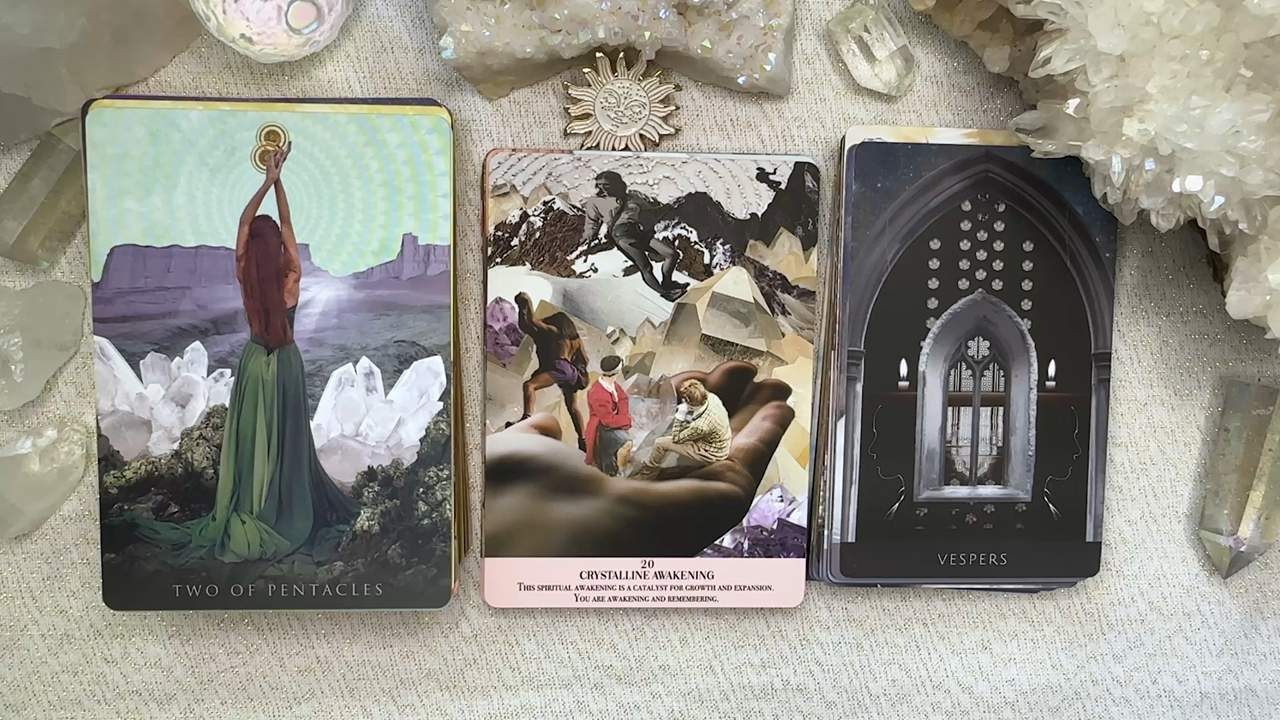 TWO OF PENTACLES
20
CRYSTALLINE AWAKENING
THIS SPIRITUAL AWAKENING IS A CATALYST FOR GROWTH AND EXPANSION.
YOU ARE AWAKENING AND REMEMBERING.
VESPERS